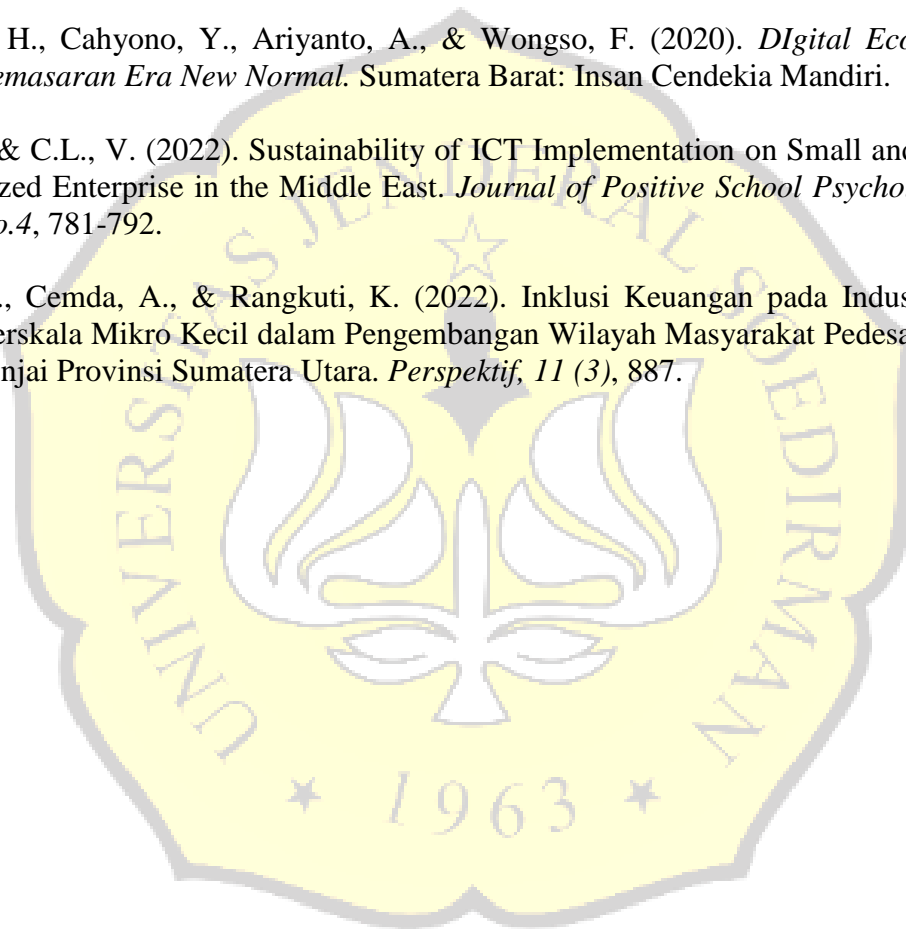 H., Cahyono, Y., Ariyanto, A., & Wongso, F. (2020). DIgital Eco
emasaran Era New Normal. Sumatera Barat: Insan Cendekia Mandiri.
& C.L., V. (2022). Sustainability of ICT Implementation on Small and
zed Enterprise in the Middle East. Journal of Positive School Psycho
o.4, 781-792.
., Cemda, A., & Rangkuti, K. (2022). Inklusi Keuangan pada Indus
erskala Mikro Kecil dalam Pengembangan Wilayah Masyarakat Pedesa
njai Provinsi Sumatera Utara. Perspektif, 11 (3), 887.
UNIVERSITAS JENDERAL SOEDIRMAN
1963